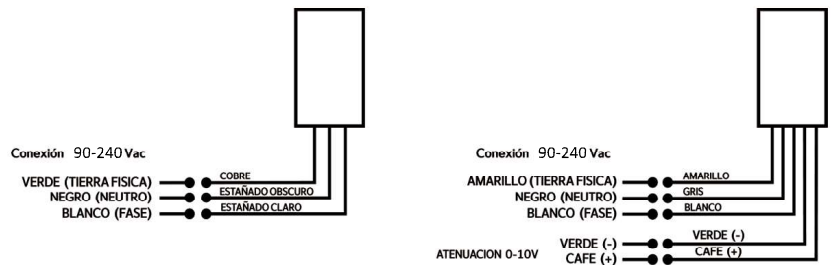 Conexión 90-240 Vac
VERDE (TIERRA FISICA)
COBRE
NEGRO (NEUTRO)
ESTAÑADO OBSCURO
BLANCO (FASE)
ESTAÑADO CLARO
Conexión 90-240 Vac
AMARILLO (TIERRA FISICA)
AMARILLO
NEGRO (NEUTRO)
GRIS
BLANCO (FASE)
BLANCO
ATENUACION 0-10V
VERDE (-)
VERDE (-)
CAFE (+)
CAFE (+)